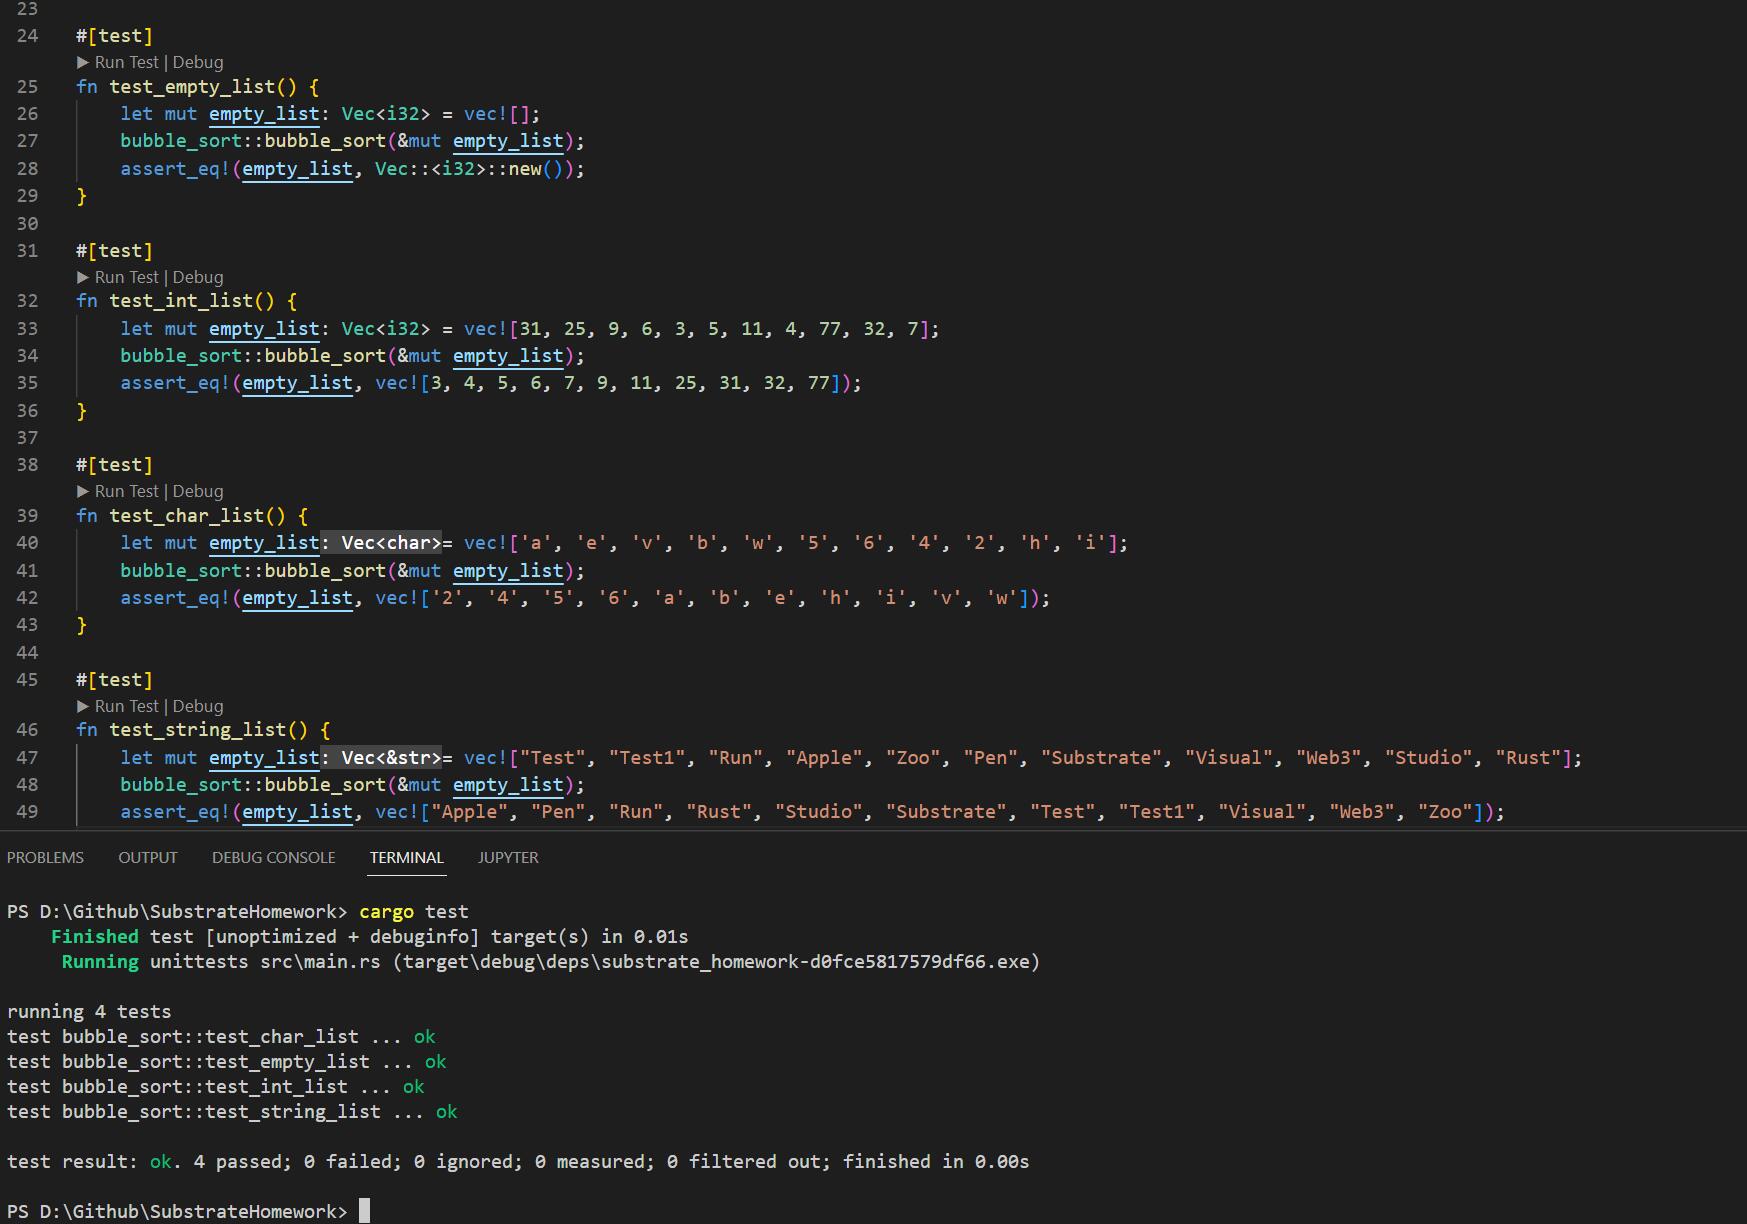 23
24 #[test]
▶ Run Test | Debug
25 fn test_empty_list() {
26     let mut empty_list: Vec<i32> = vec![];
27     bubble_sort::bubble_sort(&mut empty_list);
28     assert_eq!(empty_list, Vec::<i32>::new());
29 }
30
31 #[test]
▶ Run Test | Debug
32 fn test_int_list() {
33     let mut empty_list: Vec<i32> = vec![31, 25, 9, 6, 3, 5, 11, 4, 77, 32, 7];
34     bubble_sort::bubble_sort(&mut empty_list);
35     assert_eq!(empty_list, vec![3, 4, 5, 6, 7, 9, 11, 25, 31, 32, 77]);
36 }
37
38 #[test]
▶ Run Test | Debug
39 fn test_char_list() {
40     let mut empty_list: Vec<char>= vec!['a', 'e', 'v', 'b', 'w', '5', '6', '4', '2', 'h', 'i'];
41     bubble_sort::bubble_sort(&mut empty_list);
42     assert_eq!(empty_list, vec!['2', '4', '5', '6', 'a', 'b', 'e', 'h', 'i', 'v', 'w']);
43 }
44
45 #[test]
▶ Run Test | Debug
46 fn test_string_list() {
47     let mut empty_list: Vec<&str>= vec!["Test", "Test1", "Run", "Apple", "Zoo", "Pen", "Substrate", "Visual", "Web3", "Studio", "Rust"];
48     bubble_sort::bubble_sort(&mut empty_list);
49     assert_eq!(empty_list, vec!["Apple", "Pen", "Run", "Rust", "Studio", "Substrate", "Test", "Test1", "Visual", "Web3", "Zoo"]);
PROBLEMS OUTPUT DEBUG CONSOLE TERMINAL JUPYTER
PS D:\Github\SubstrateHomework> cargo test
    Finished test [unoptimized + debuginfo] target(s) in 0.01s
     Running unittests src\main.rs (target\debug\deps\substrate_homework-d0fce5817579df66.exe)
running 4 tests
test bubble_sort::test_char_list ... ok
test bubble_sort::test_empty_list ... ok
test bubble_sort::test_int_list ... ok
test bubble_sort::test_string_list ... ok
test result: ok. 4 passed; 0 failed; 0 ignored; 0 measured; 0 filtered out; finished in 0.00s
PS D:\Github\SubstrateHomework>